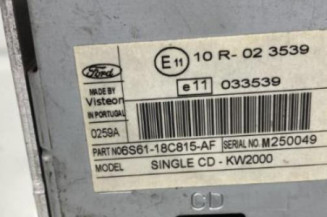 Ford
E11 10 R- 02 3539
e11 033539
MADE BY
Visteon
IN PORTUGAL
0259A
PART NO 6S61-18C815-AF SERIAL NO. M250049
MODEL SINGLE CD - KW2000
CD